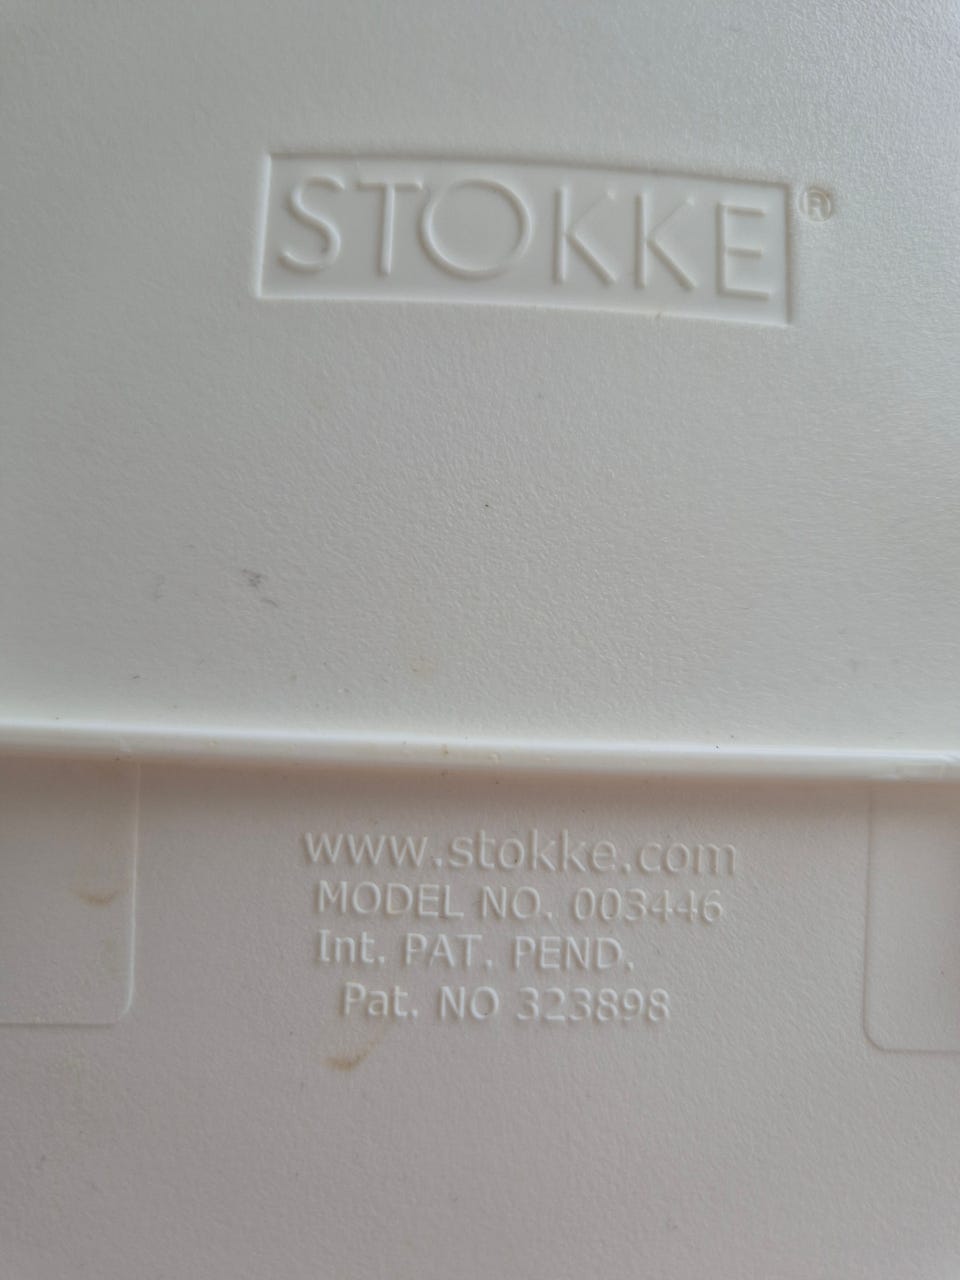 STOKKE®
www.stokke.com
MODEL NO. 003446
Int. PAT. PEND.
Pat. NO 323898